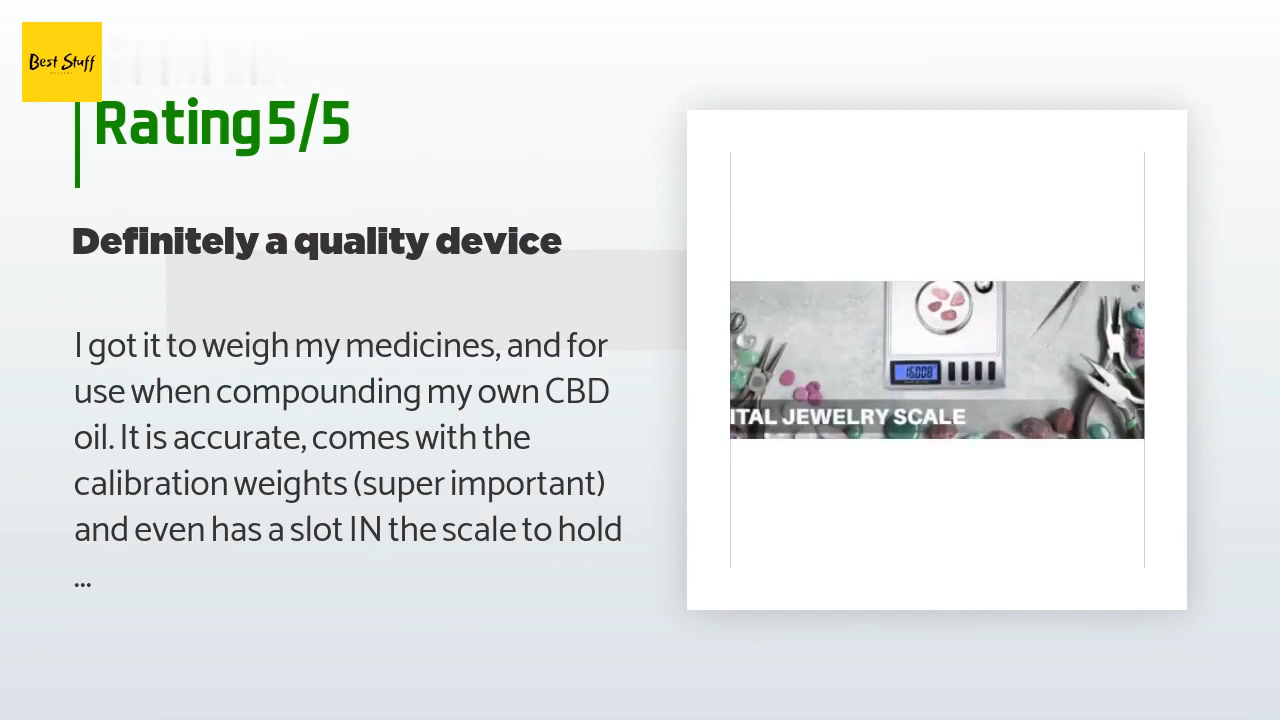 Best Stuff
Rating 5/5
Definitely a quality device
I got it to weigh my medicines, and for
use when compounding my own CBD
oil. It is accurate, comes with the
calibration weights (super important)
and even has a slot IN the scale to hold
...
16.008
ITAL JEWELRY SCALE